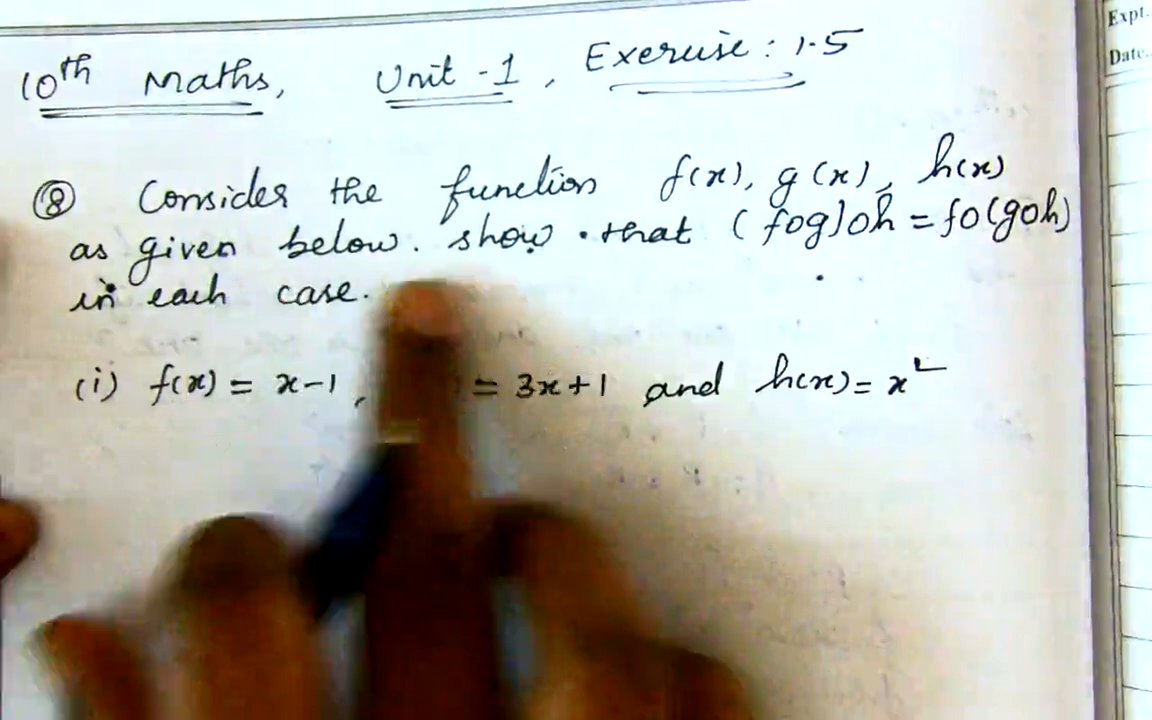 10th Maths, Unit-1, Exercise: 1.5
⑧ Consider the function f(x), g(x), h(x)
as given below. show that (fog)oh = fo(goh)
in each case.
(i) f(x) = x-1, = 3x+1 and h(x) = x²
Expt.
Date..